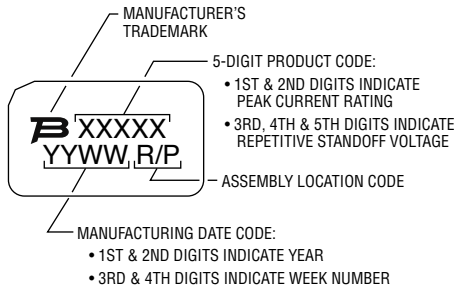 MANUFACTURER'S
TRADEMARK
5-DIGIT PRODUCT CODE:
• 1ST & 2ND DIGITS INDICATE
PEAK CURRENT RATING
• 3RD, 4TH & 5TH DIGITS INDICATE
REPETITIVE STANDOFF VOLTAGE
XXXXX
YYWW R/P
ASSEMBLY LOCATION CODE
MANUFACTURING DATE CODE:
• 1ST & 2ND DIGITS INDICATE YEAR
• 3RD & 4TH DIGITS INDICATE WEEK NUMBER